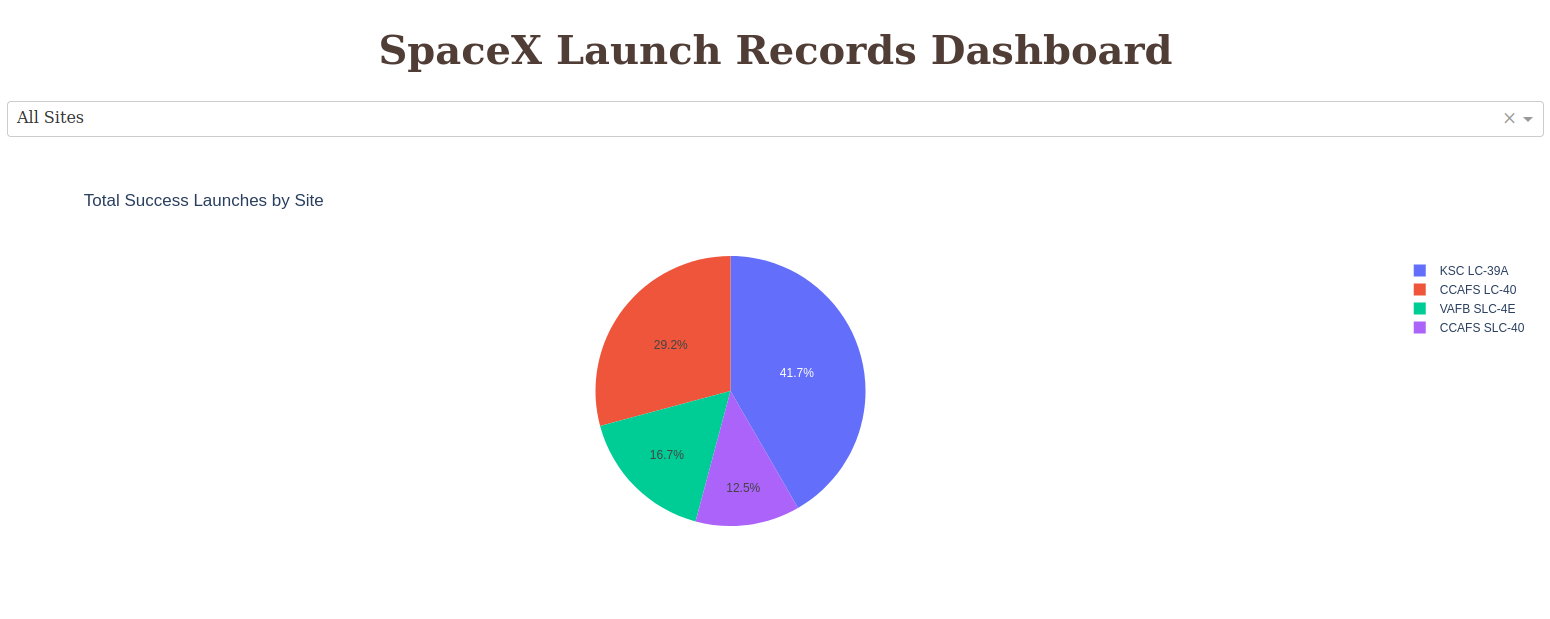 SpaceX Launch Records Dashboard
All Sites
Total Success Launches by Site
KSC LC-39A
CCAFS LC-40
VAFB SLC-4E
CCAFS SLC-40
29.2%
41.7%
16.7%
12.5%